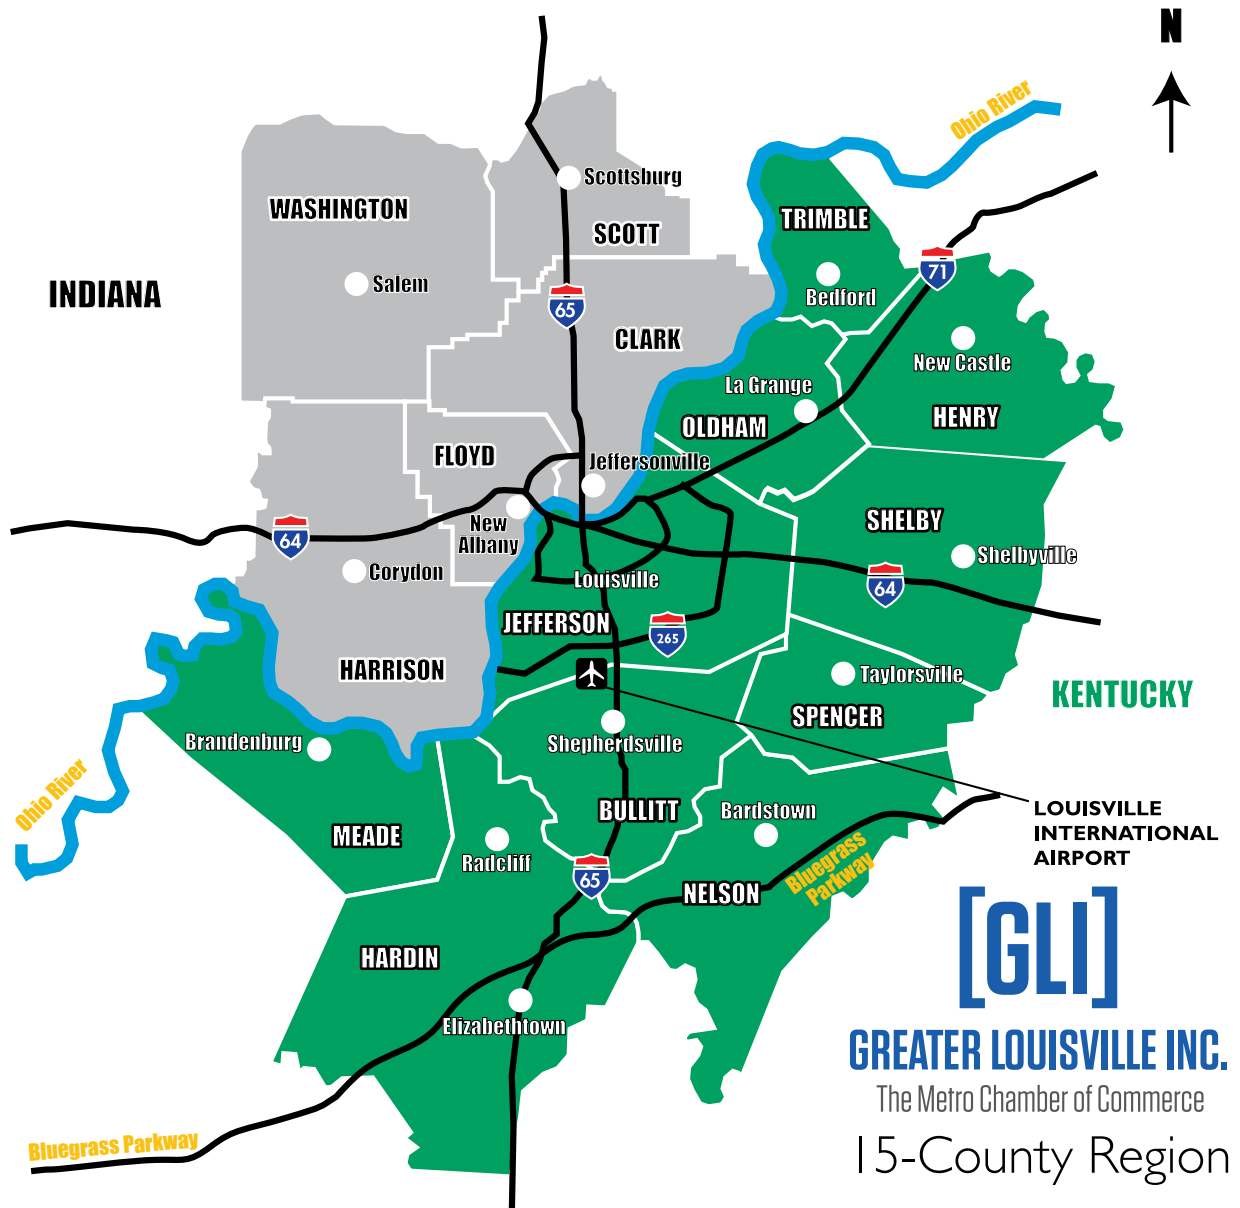 N
Ohio River
Scottsburg
WASHINGTON
TRIMBLE
SCOTT
71
Salem
INDIANA
Bedford
65
CLARK
New Castle
La Grange
HENRY
OLDHAM
FLOYD
Jeffersonville
SHELBY
New
Albany
64
Shelbyville
Corydon
Louisville
64
JEFFERSON
265
HARRISON
Taylorsville
KENTUCKY
SPENCER
Brandenburg
Shepherdsville
Ohio River
BULLITT
Bardstown
LOUISVILLE
INTERNATIONAL
AIRPORT
MEADE
Radcliff
65
Bluegrass
Parkway
NELSON
[GLI]
HARDIN
Elizabethtown
GREATER LOUISVILLE INC.
The Metro Chamber of Commerce
Bluegrass Parkway
15-County Region